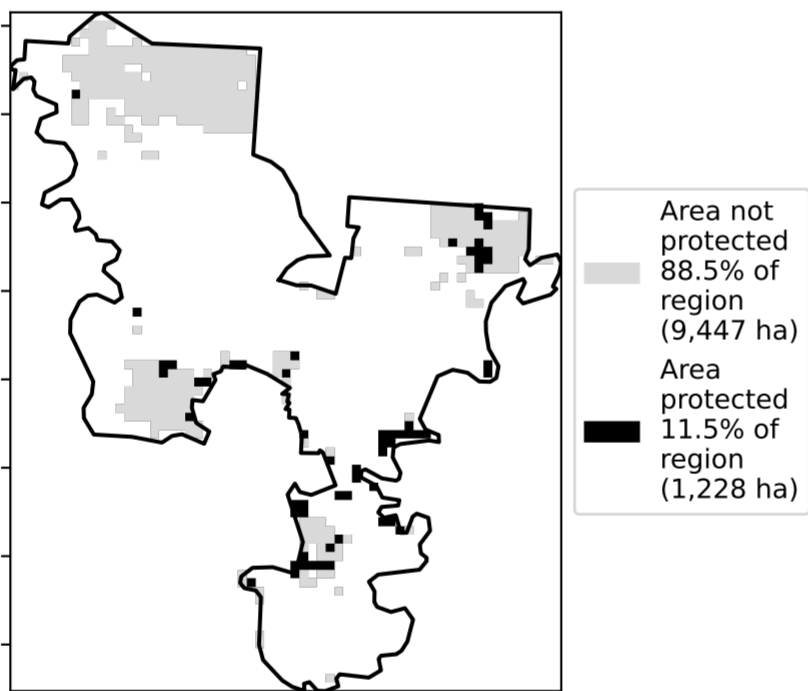 Area not
protected
88.5% of
region
(9,447 ha)
Area
protected
11.5% of
region
(1,228 ha)